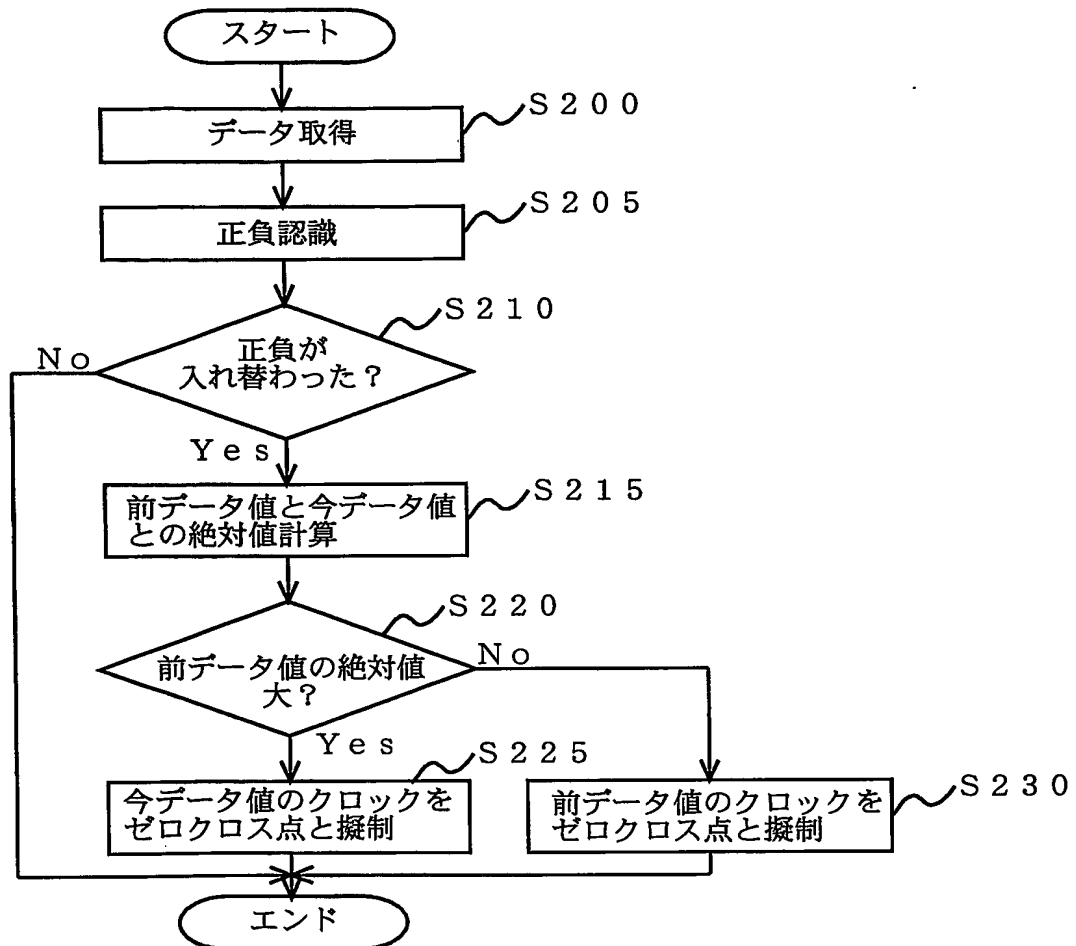 スタート
S200
データ取得
S205
正負認識
S210
正負が
入れ替わった?
No
Yes
S215
前データ値と今データ値
との絶対値計算
S220
前データ値の絶対値
大?
No
Yes
S225
今データ値のクロックを
ゼロクロス点と擬制
S230
前データ値のクロックを
ゼロクロス点と擬制
エンド